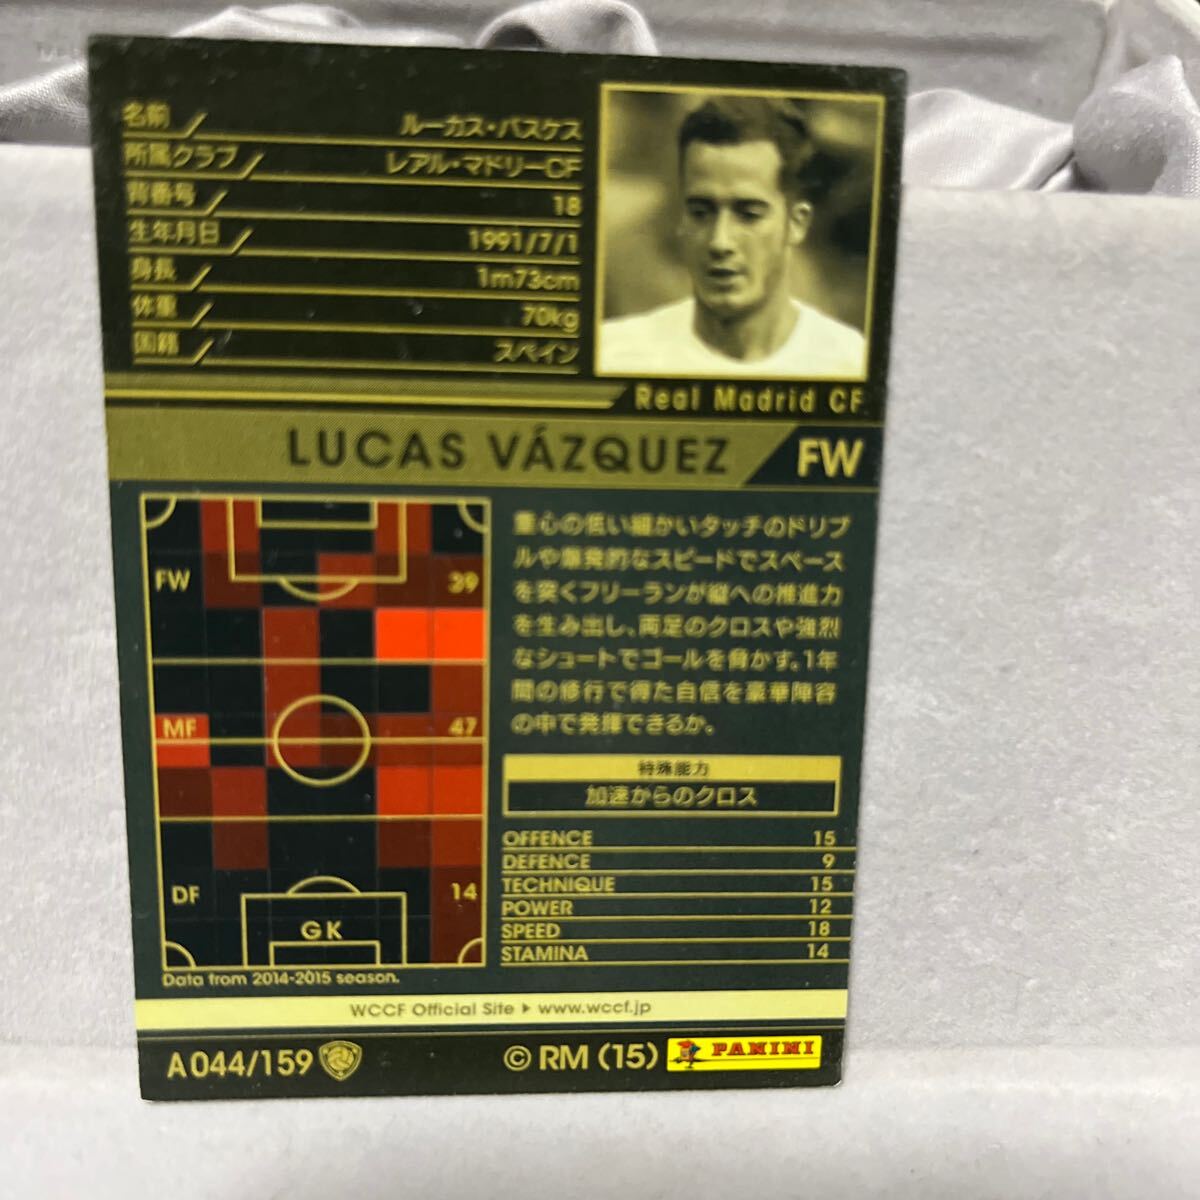 名前 ルーカス・バスケス
所属クラブ レアル・マドリーCF
背番号 18
生年月日 1991/7/1
身長 1m73cm
体重 70kg
国籍 スペイン
Real Madrid CF
LUCAS VÁZQUEZ FW
FW 39
MF 47
DF 14
GK
Data from 2014-2015 season.
重心の低い細かいタッチのドリブ
ルや爆発的なスピードでスペース
を突くフリーランが縦への推進力
を生み出し、両足のクロスや強烈
なシュートでゴールを脅かす。1年
間の修行で得た自信を豪華陣容
の中で発揮できるか。
特殊能力
加速からのクロス
OFFENCE 15
DEFENCE 9
TECHNIQUE 15
POWER 12
SPEED 18
STAMINA 14
WCCF Official Site ▶ www.wccf.jp
A044/159 © RM (15) PANINI